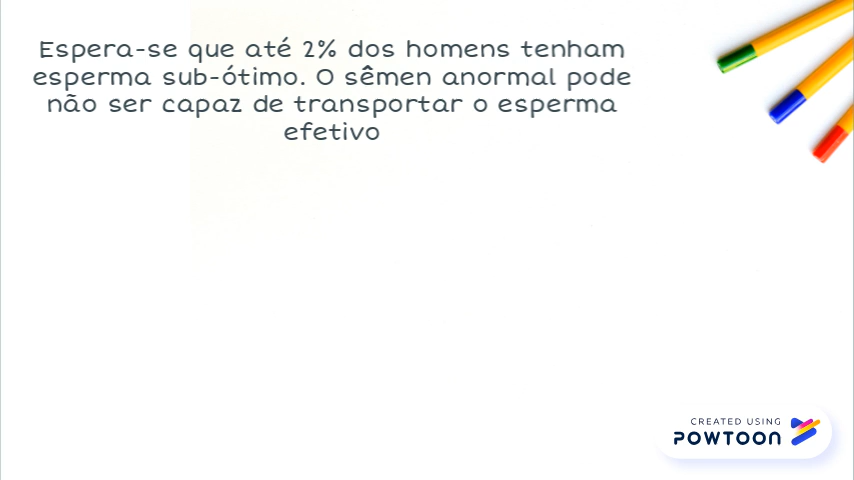 Espera-se que até 2% dos homens tenham
esperma sub-ótimo. O sêmen anormal pode
não ser capaz de transportar o esperma
efetivo
CREATED USING
POWTOON